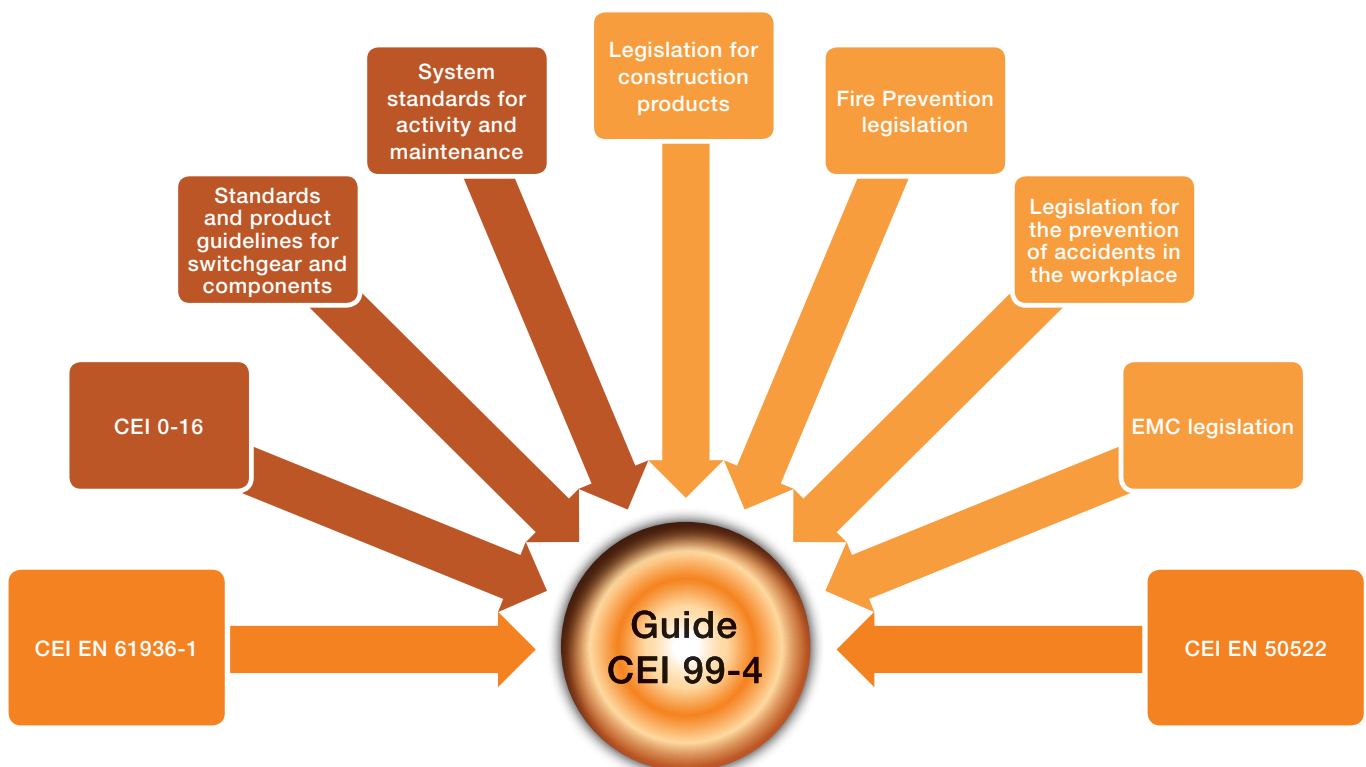 Legislation for
construction
products
System
standards for
activity and
maintenance
Fire Prevention
legislation
Standards
and product
guidelines for
switchgear and
components
Legislation for
the prevention
of accidents in
the workplace
CEI 0-16
EMC legislation
CEI EN 61936-1
Guide
CEI 99-4
CEI EN 50522